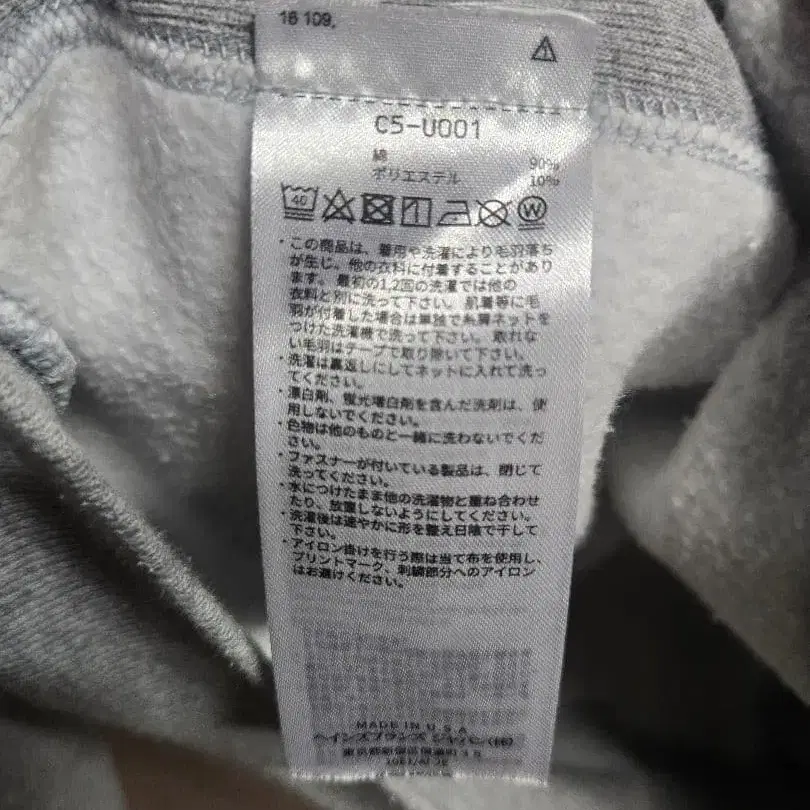 16 109.
C5-U001
綿 90%
ポリエステル 10%
40
W
・この商品は、着用や洗濯により毛羽落ち
が生じ、他の衣料に付着することがあり
ます。最初の1,2回の洗濯では他の
衣料と別に洗って下さい。肌着等に毛
羽が付着した場合は単独で糸屑ネットを
つけた洗濯機で洗って下さい。取れな
い毛羽はテープで取り除いて下さい。
・洗濯は裏返しにしてネットに入れて洗っ
てください。
・漂白剤、蛍光増白剤を含んだ洗剤は、使
用しないでください。
・色物は他のものと一緒に洗わないでくだ
さい。
・ファスナーが付いている製品は、閉じて
洗ってください。
・水につけたまま他の洗濯物と重ね合わせ
たり、放置しないようにしてください。
・洗濯後は速やかに形を整え日陰で干して
下さい。
・アイロン掛けを行う際は当て布を使用し、
プリントマーク、刺繍部分へのアイロン
はお避けください。
MADE IN U.S.A